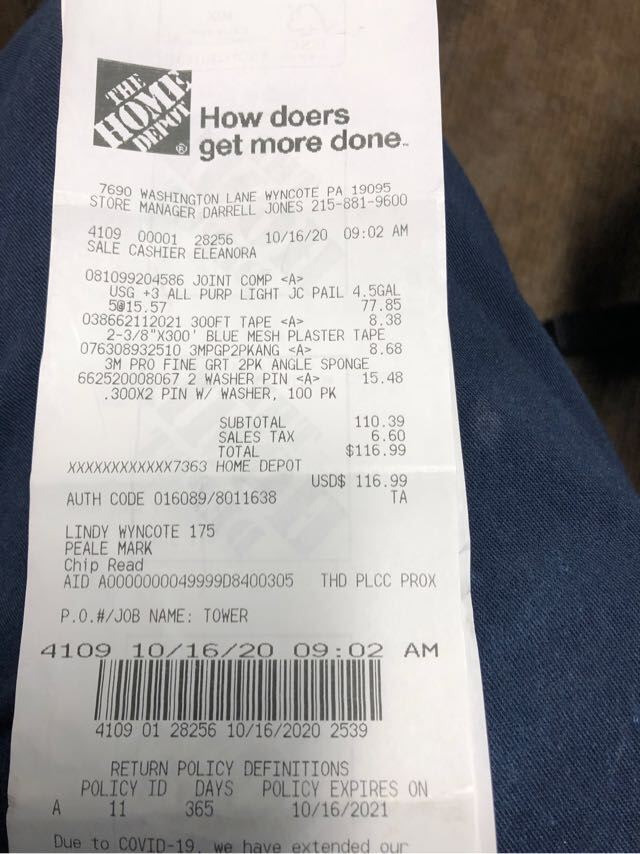 THE
HOME
DEPOT
®
How doers
get more done™
7690 WASHINGTON LANE WYNCOTE PA 19095
STORE MANAGER DARRELL JONES 215-881-9600
4109 00001 28256 10/16/20 09:02 AM
SALE CASHIER ELEANORA
081099204586 JOINT COMP <A>
USG +3 ALL PURP LIGHT JC PAIL 4.5GAL
5@15.57 77.85
038662112021 300FT TAPE <A> 8.38
2-3/8"X300' BLUE MESH PLASTER TAPE
076308932510 3MPGP2PKANG <A> 8.68
3M PRO FINE GRT 2PK ANGLE SPONGE
662520008067 2 WASHER PIN <A> 15.48
.300X2 PIN W/ WASHER, 100 PK
SUBTOTAL 110.39
SALES TAX 6.60
TOTAL $116.99
XXXXXXXXXXXX7363 HOME DEPOT
USD$ 116.99
AUTH CODE 016089/8011638 TA
LINDY WYNCOTE 175
PEALE MARK
Chip Read
AID A0000000049999D8400305 THD PLCC PROX
P.O.#/JOB NAME: TOWER
4109 10/16/20 09:02 AM
4109 01 28256 10/16/2020 2539
RETURN POLICY DEFINITIONS
POLICY ID DAYS POLICY EXPIRES ON
A 11 365 10/16/2021
Due to COVID-19, we have extended our